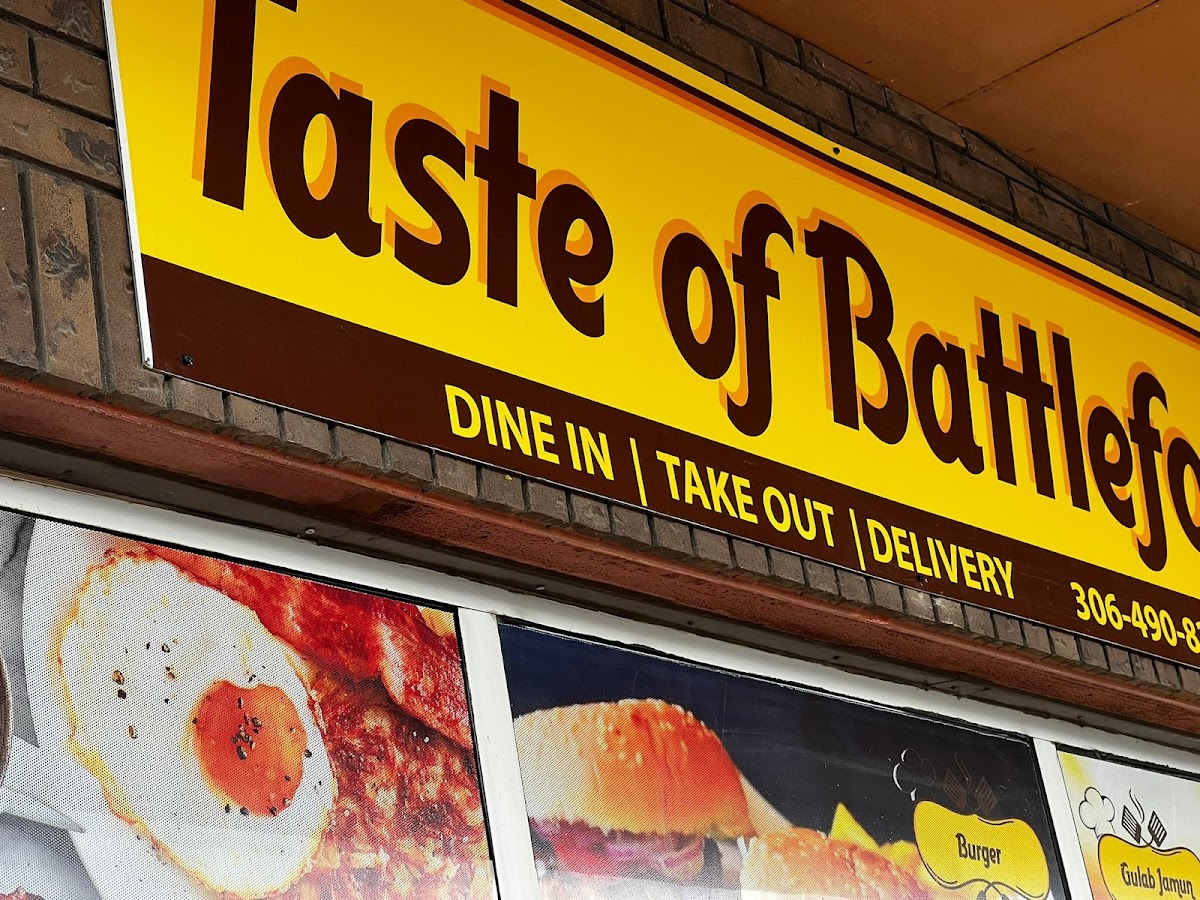 Taste of Battlefo
DINE IN | TAKE OUT | DELIVERY 306-490-8
Burger
Gulab Jamun